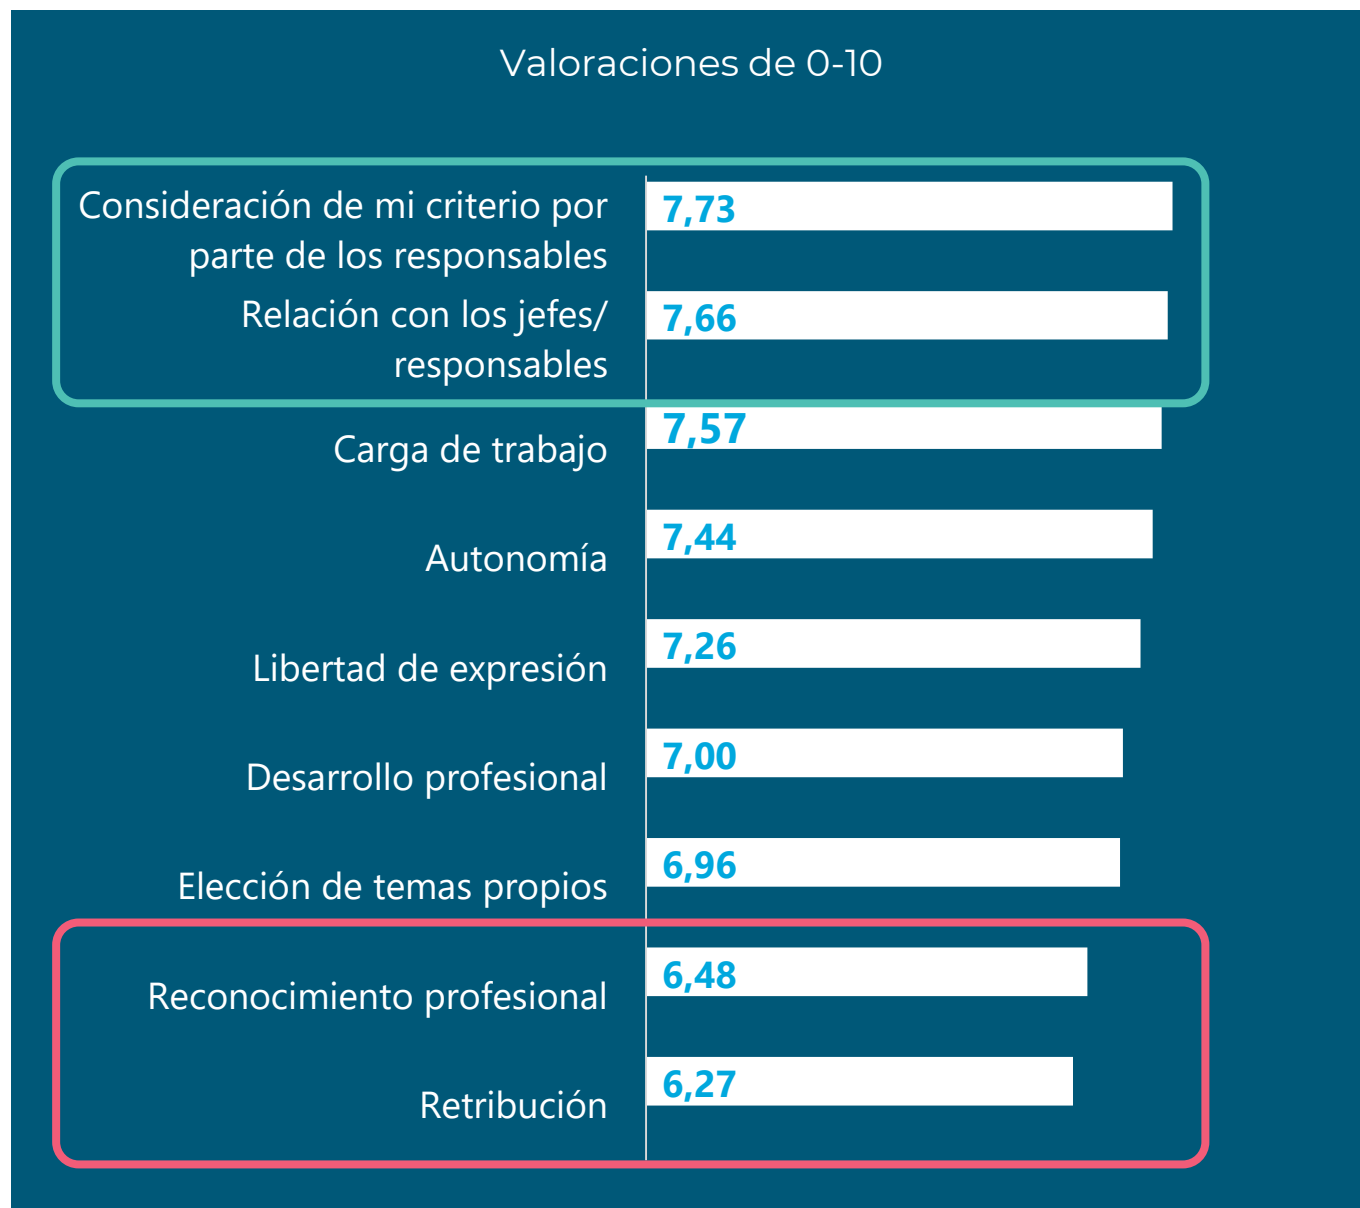 Valoraciones de 0-10
Consideración de mi criterio por
parte de los responsables
7,73
Relación con los jefes/
responsables
7,66
Carga de trabajo
7,57
Autonomía
7,44
Libertad de expresión
7,26
Desarrollo profesional
7,00
Elección de temas propios
6,96
Reconocimiento profesional
6,48
Retribución
6,27